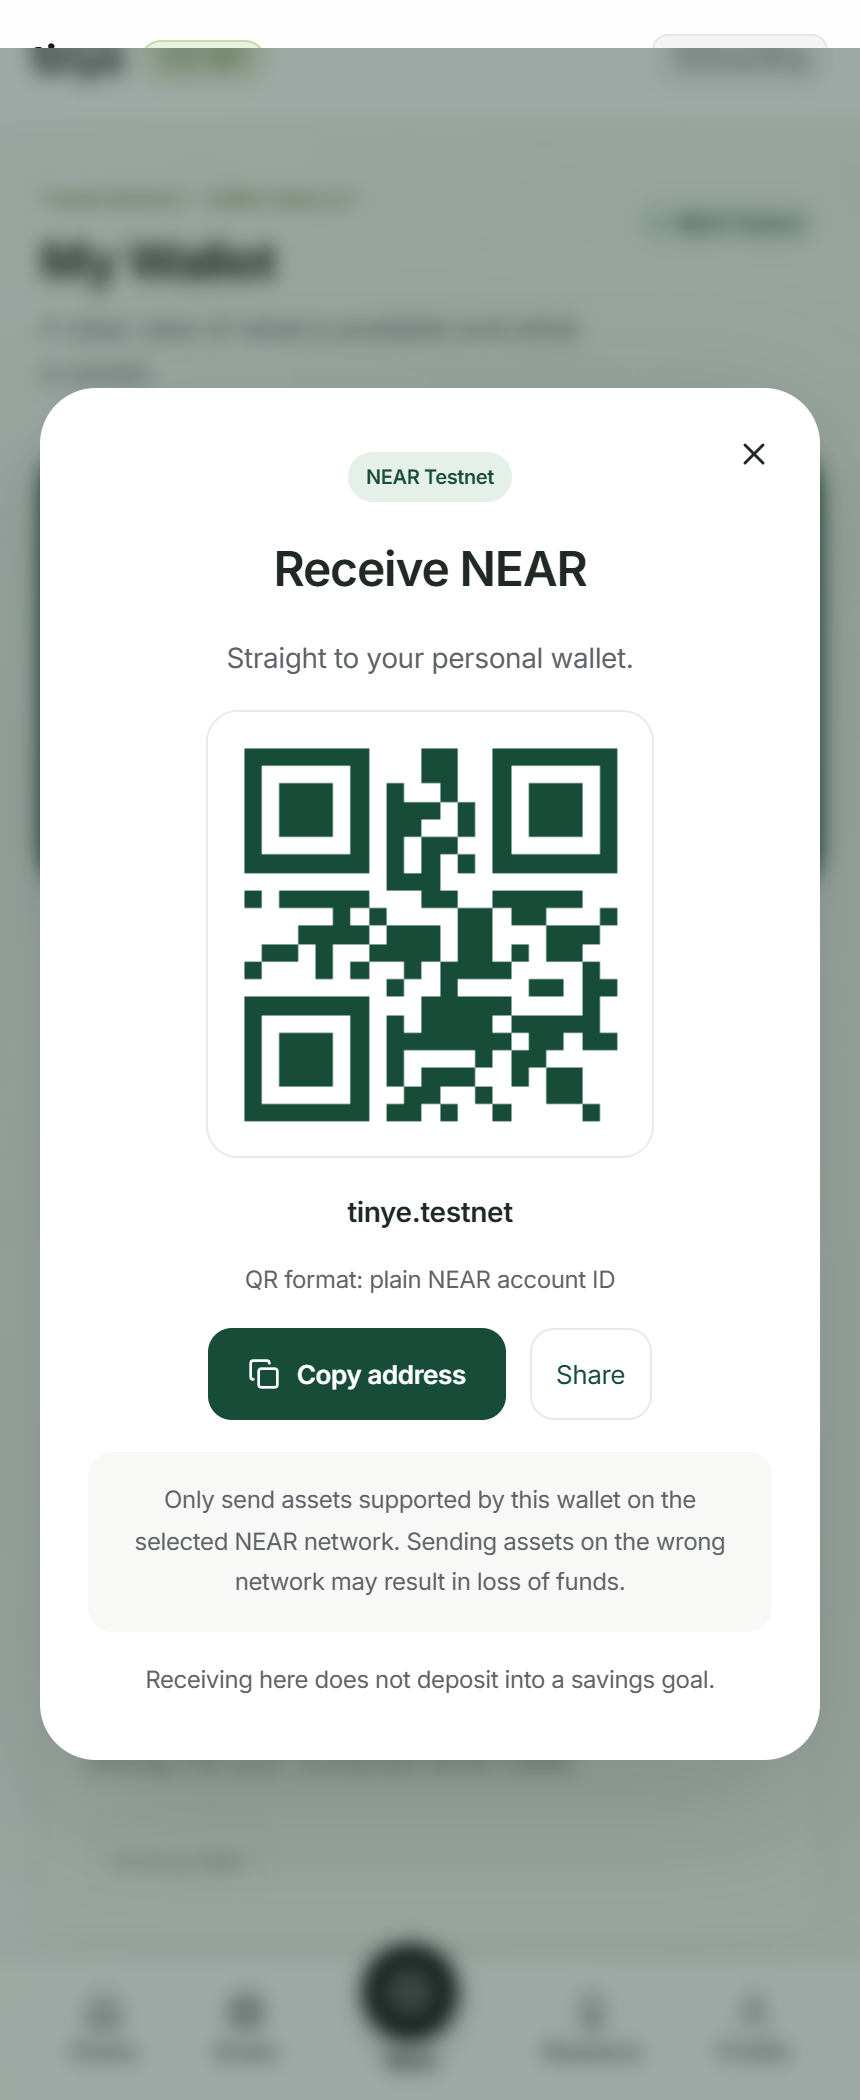 My Wallet
NEAR Testnet
Receive NEAR
Straight to your personal wallet.
tinye.testnet
QR format: plain NEAR account ID
Copy address
Share
Only send assets supported by this wallet on the
selected NEAR network. Sending assets on the wrong
network may result in loss of funds.
Receiving here does not deposit into a savings goal.